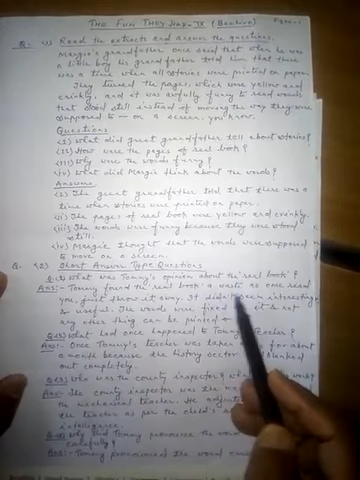 The Fun They Had - IX (Beehive)
Page-1
Q. (1) Read the extracts and answer the questions.
Margie's grandfather once said that when he was
a little boy his grandfather told him that there
was a time when all stories were printed on paper.
They turned the pages, which were yellow and
crinkly, and it was awfully funny to read words
that stood still instead of moving the way they were
supposed to - on a screen, you know.
Questions
(i) What did great grandfather tell about stories?
(ii) How were the pages of real book?
(iii) Why were the words funny?
(iv) What did Margie think about the words?
Answers.
(i) The great grandfather told that there was a
time when stories were printed on paper.
(ii) The pages of real book were yellow and crinkly.
(iii) The words were funny because they were stood
still.
(iv) Margie thought that the words were supposed
to move on a screen.
Q. (2) Short Answer Type Questions
Q.(1) What was Tommy's opinion about the 'real book'?
Ans:- Tommy found the real book a waste as one read
you, just throw it away. It didn't seem interesting
& useful. The words were fixed & it is not
any other thing can be printed on
Q(2) What had once happened to Tommy's Teacher?
Ans:- Once Tommy's teacher was taken away for about
a month because the history sector had blanked
out completely.
Q(3) Who was the county inspector? What
Ans:- The county inspector was the
the mechanical teacher. He adjusted
the teacher as per the child's
intelligence.
Q(4) Why did Tommy pronounce the word
carefully?
Ans:- Tommy pronounced the word